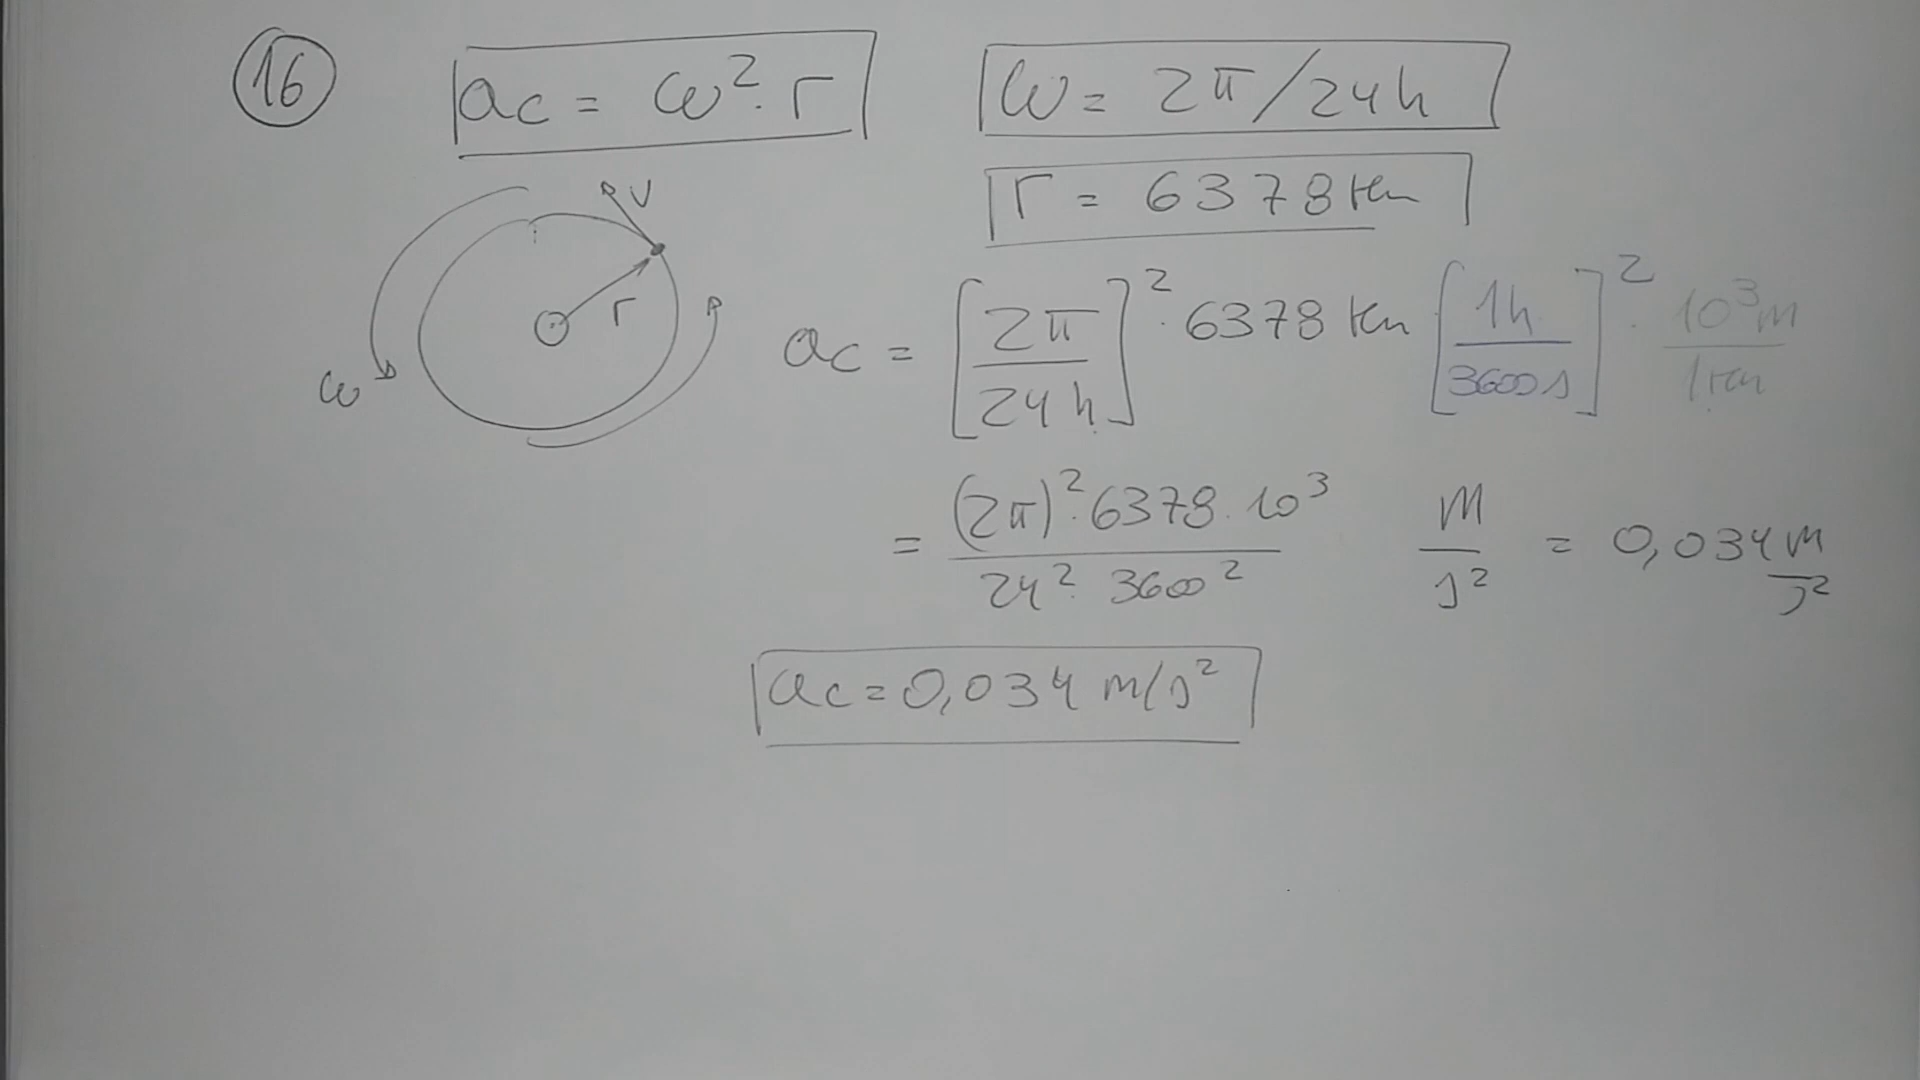 16 ac = ω². r ω = 2π/24h
r = 6378 km
v
r
ω
ac = [2π/24h]² · 6378 km [1h/3600s]² · 10³m/1km
= (2π)² · 6378 · 10³ / 24² · 3600² m/s² = 0,034 m/s²
ac = 0,034 m/s²